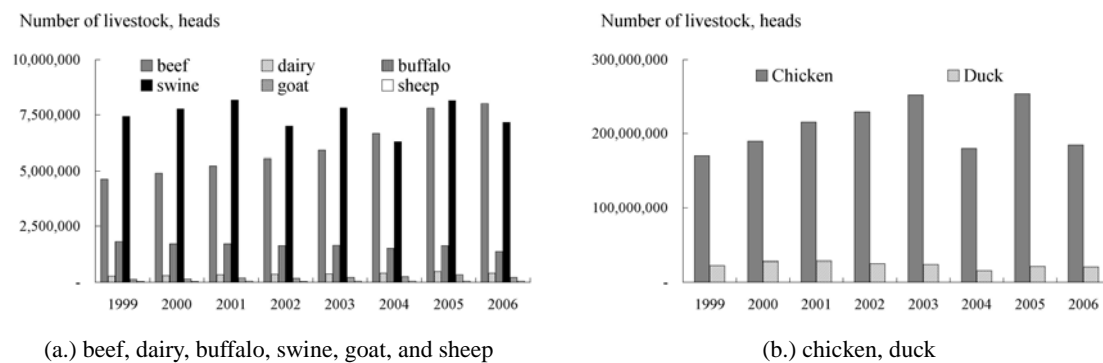 Number of livestock, heads
10,000,000
7,500,000
5,000,000
2,500,000
-
beef dairy buffalo
swine goat sheep
1999 2000 2001 2002 2003 2004 2005 2006
(a.) beef, dairy, buffalo, swine, goat, and sheep
Number of livestock, heads
300,000,000
200,000,000
100,000,000
-
Chicken Duck
1999 2000 2001 2002 2003 2004 2005 2006
(b.) chicken, duck